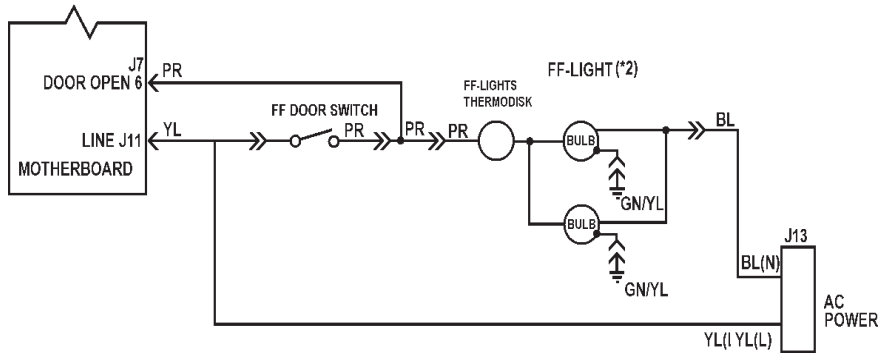 J7
DOOR OPEN 6
PR
FF-LIGHT (*2)
FF-LIGHTS
THERMODISK
FF DOOR SWITCH
LINE J11
YL
PR
PR
PR
BL
MOTHERBOARD
BULB
GN/YL
BULB
GN/YL
J13
BL(N)
AC
POWER
YL(I YL(L)